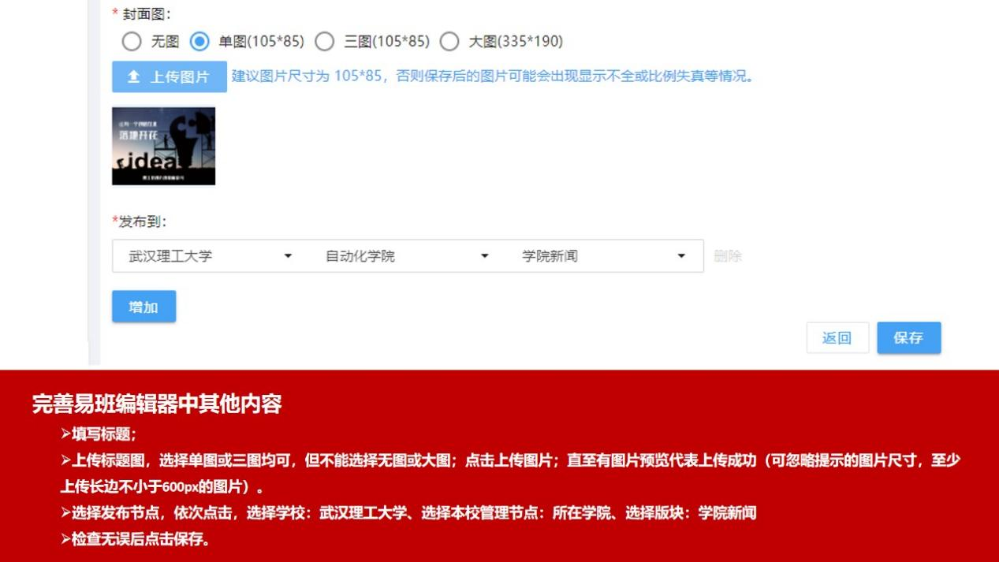 * 封面图：
无图 单图(105*85) 三图(105*85) 大图(335*190)
上传图片 建议图片尺寸为 105*85，否则保存后的图片可能会出现显示不全或比例失真等情况。
落地开花
idea
*发布到：
武汉理工大学 自动化学院 学院新闻 删除
增加
返回 保存
完善易班编辑器中其他内容
➢填写标题；
➢上传标题图，选择单图或三图均可，但不能选择无图或大图；点击上传图片；直至有图片预览代表上传成功（可忽略提示的图片尺寸，至少
上传长边不小于600px的图片）。
➢选择发布节点，依次点击，选择学校：武汉理工大学、选择本校管理节点：所在学院、选择版块：学院新闻
➢检查无误后点击保存。